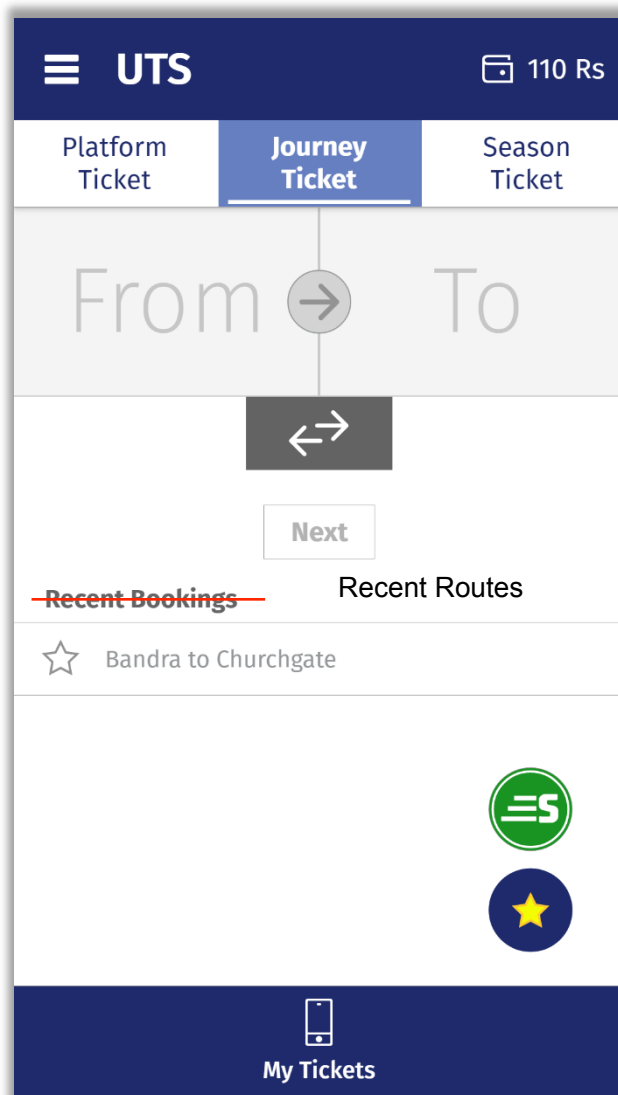 UTS
110 Rs
Platform
Ticket
Journey
Ticket
Season
Ticket
From
To
Next
Recent Bookings
Recent Routes
Bandra to Churchgate
S
My Tickets